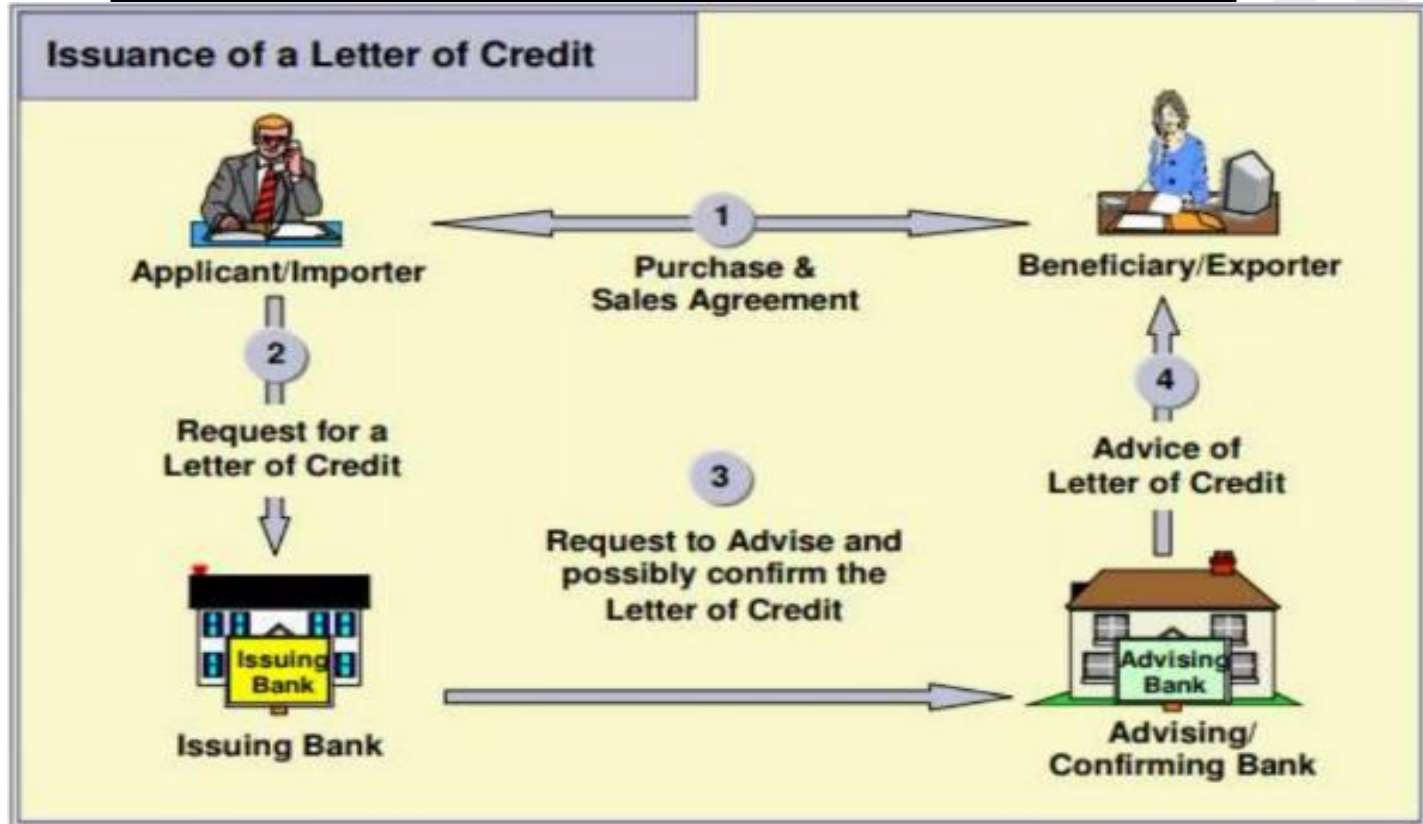 Issuance of a Letter of Credit
Applicant/Importer
1
Purchase &
Sales Agreement
Beneficiary/Exporter
2
Request for a
Letter of Credit
3
Request to Advise and
possibly confirm the
Letter of Credit
4
Advice of
Letter of Credit
Issuing
Bank
Issuing Bank
Advising
Bank
Advising/
Confirming Bank